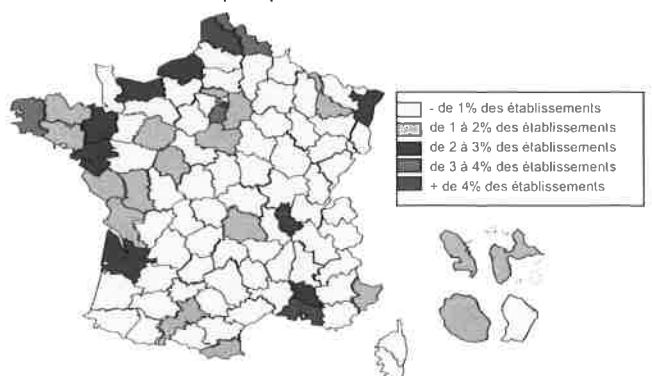 - de 1% des établissements
de 1 à 2% des établissements
de 2 à 3% des établissements
de 3 à 4% des établissements
+ de 4% des établissements